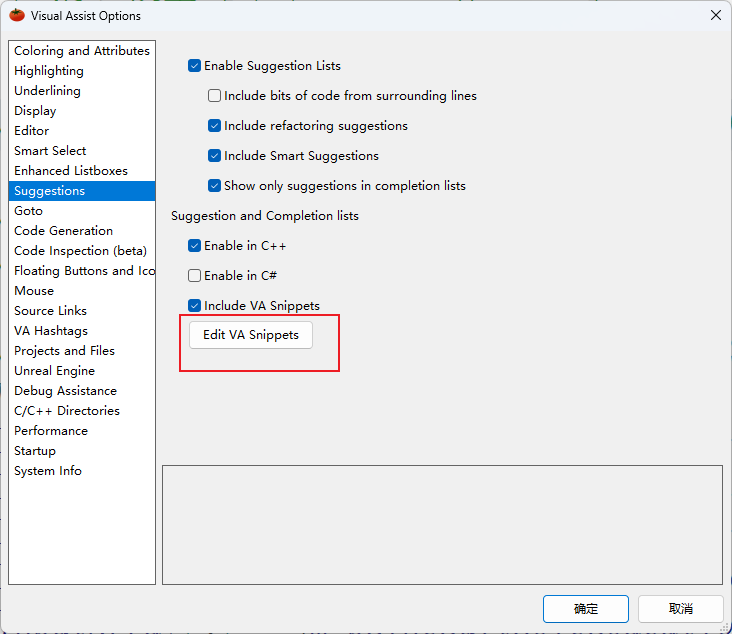 Visual Assist Options
Coloring and Attributes
Highlighting
Underlining
Display
Editor
Smart Select
Enhanced Listboxes
Suggestions
Goto
Code Generation
Code Inspection (beta)
Floating Buttons and Ico
Mouse
Source Links
VA Hashtags
Projects and Files
Unreal Engine
Debug Assistance
C/C++ Directories
Performance
Startup
System Info
Enable Suggestion Lists
Include bits of code from surrounding lines
Include refactoring suggestions
Include Smart Suggestions
Show only suggestions in completion lists
Suggestion and Completion lists
Enable in C++
Enable in C#
Include VA Snippets
Edit VA Snippets
确定
取消